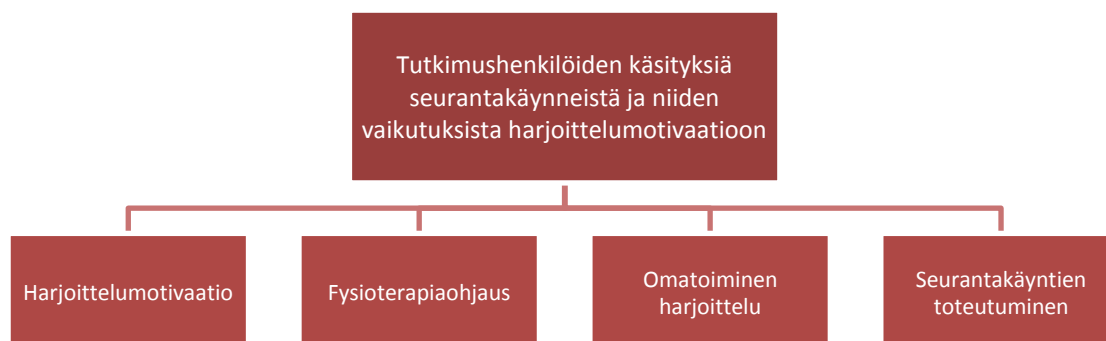 Tutkimushenkilöiden käsityksiä
seurantakäynneistä ja niiden
vaikutuksista harjoittelumotivaatioon
Harjoittelumotivaatio
Fysioterapiaohjaus
Omatoiminen
harjoittelu
Seurantakäyntien
toteutuminen